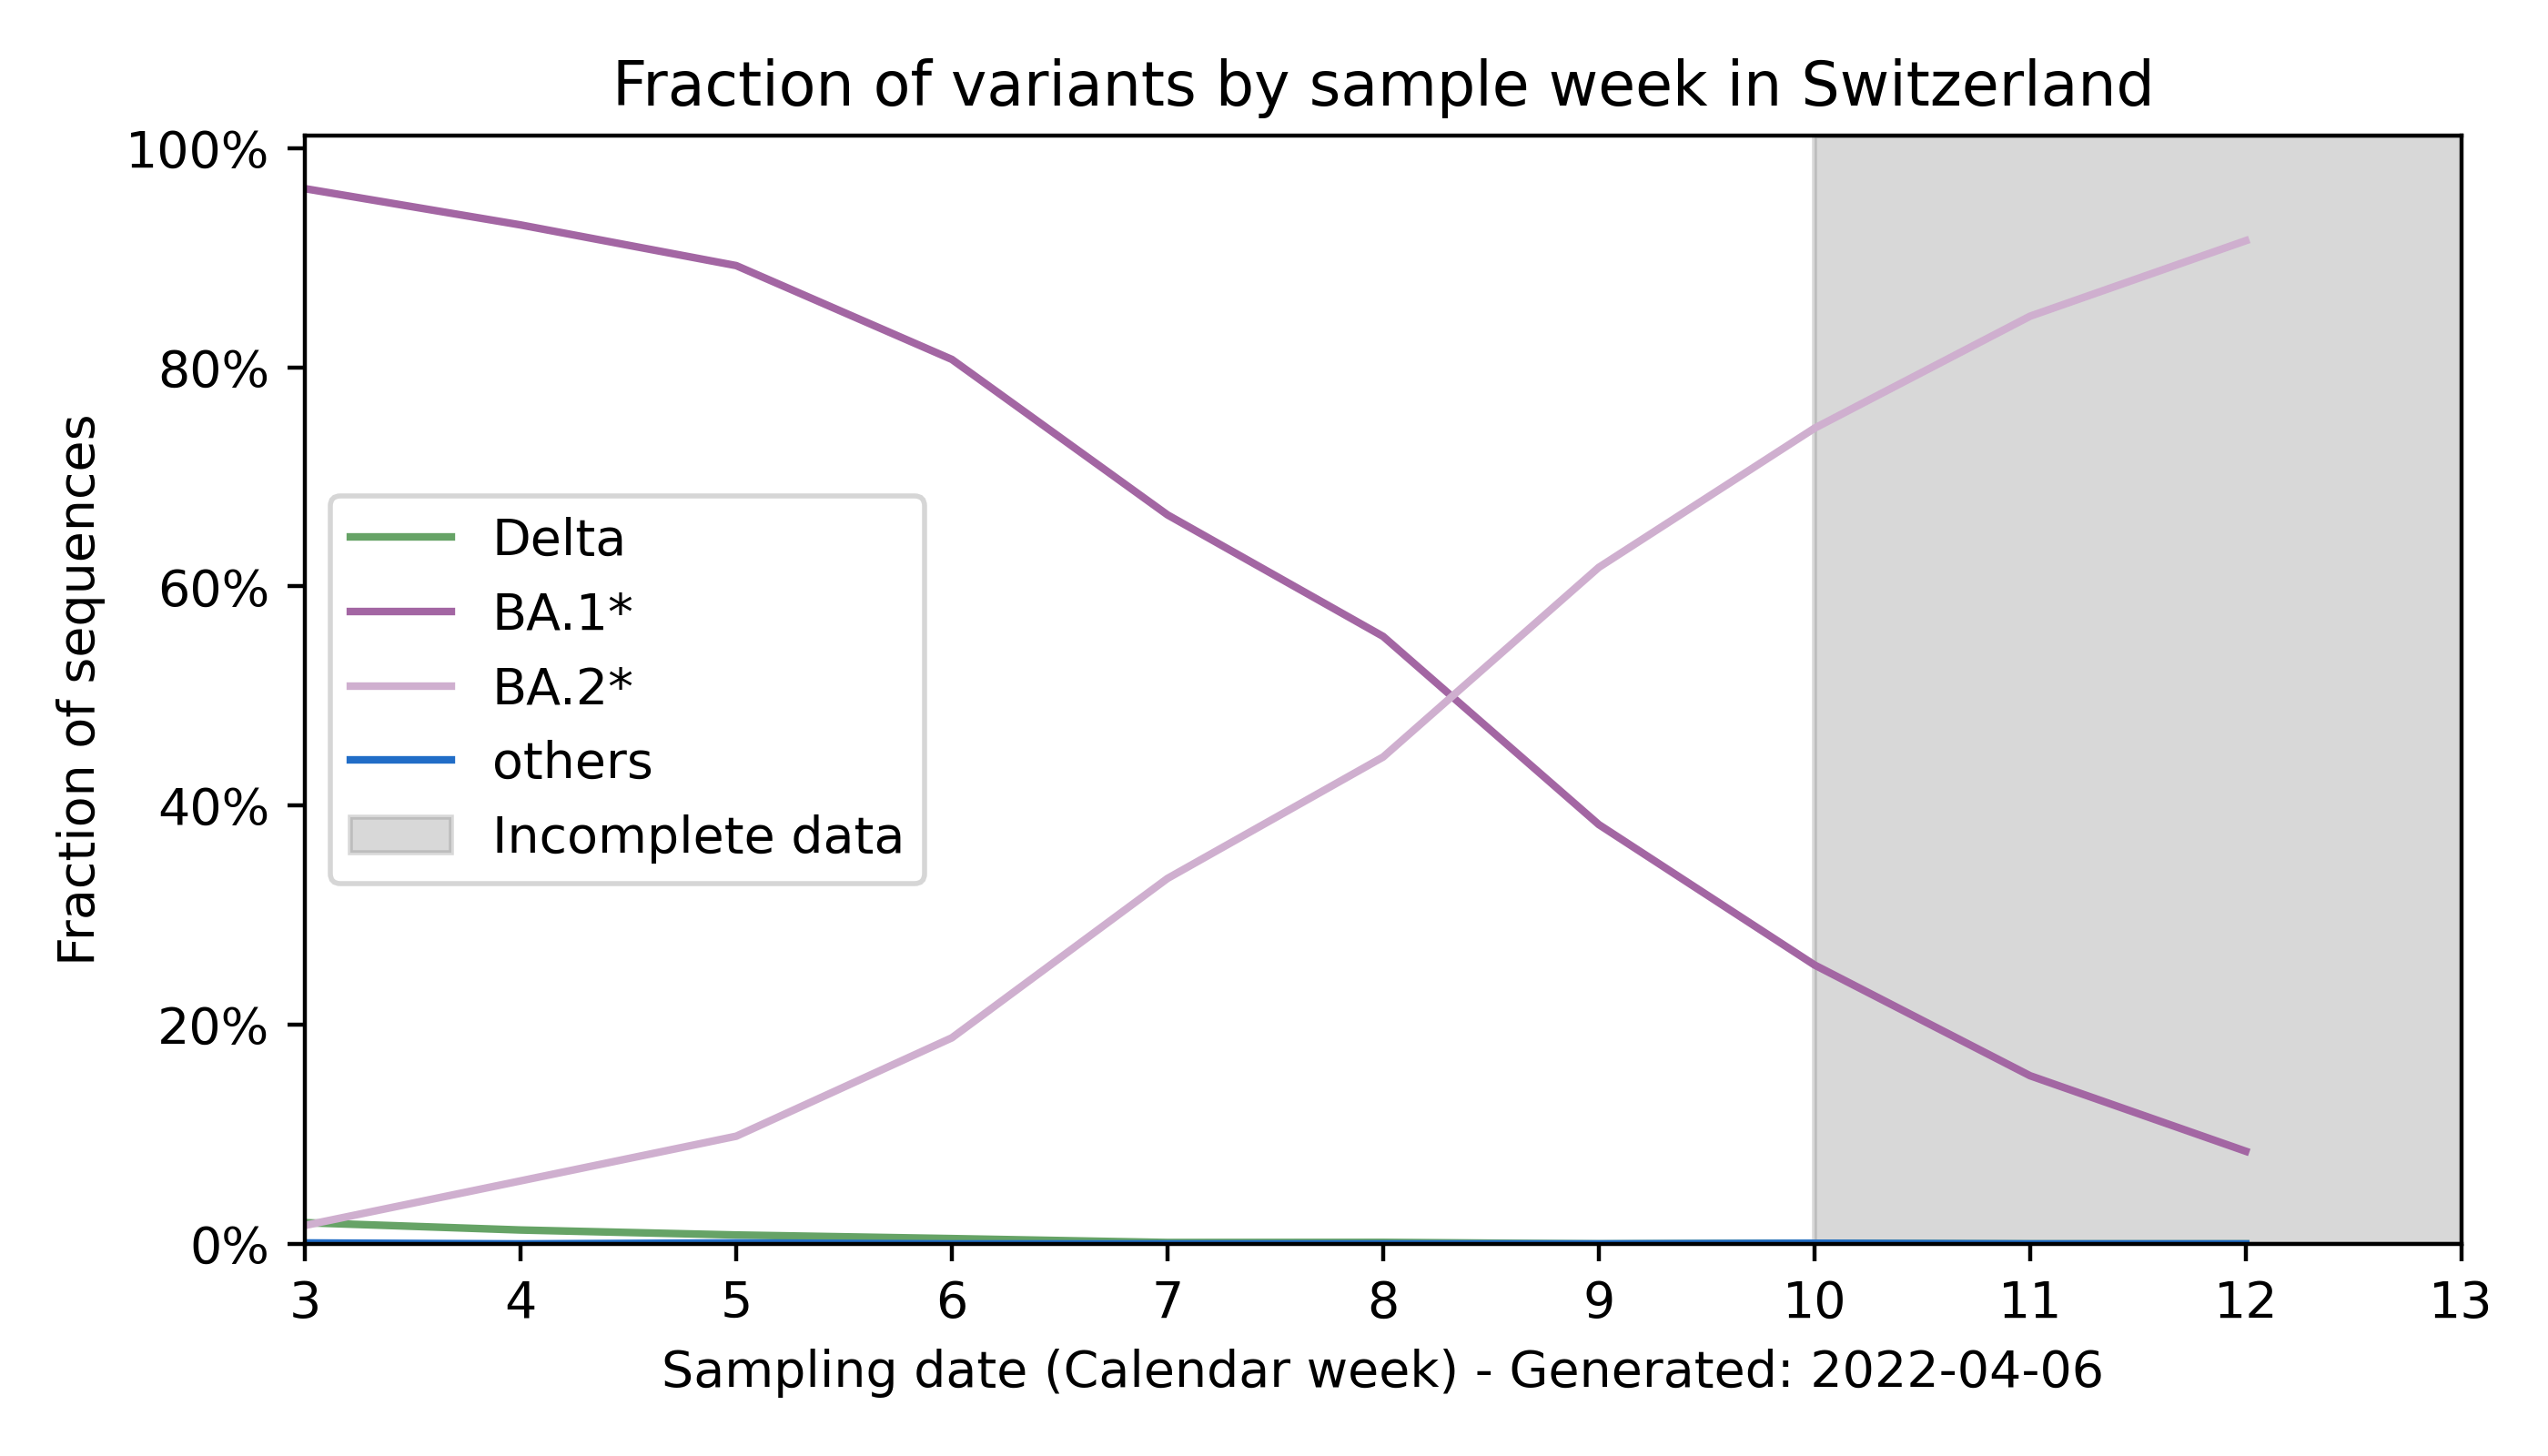 Fraction of variants by sample week in Switzerland
100%
80%
60%
40%
20%
0%
Fraction of sequences
Delta
BA.1*
BA.2*
others
Incomplete data
3 4 5 6 7 8 9 10 11 12 13
Sampling date (Calendar week) - Generated: 2022-04-06